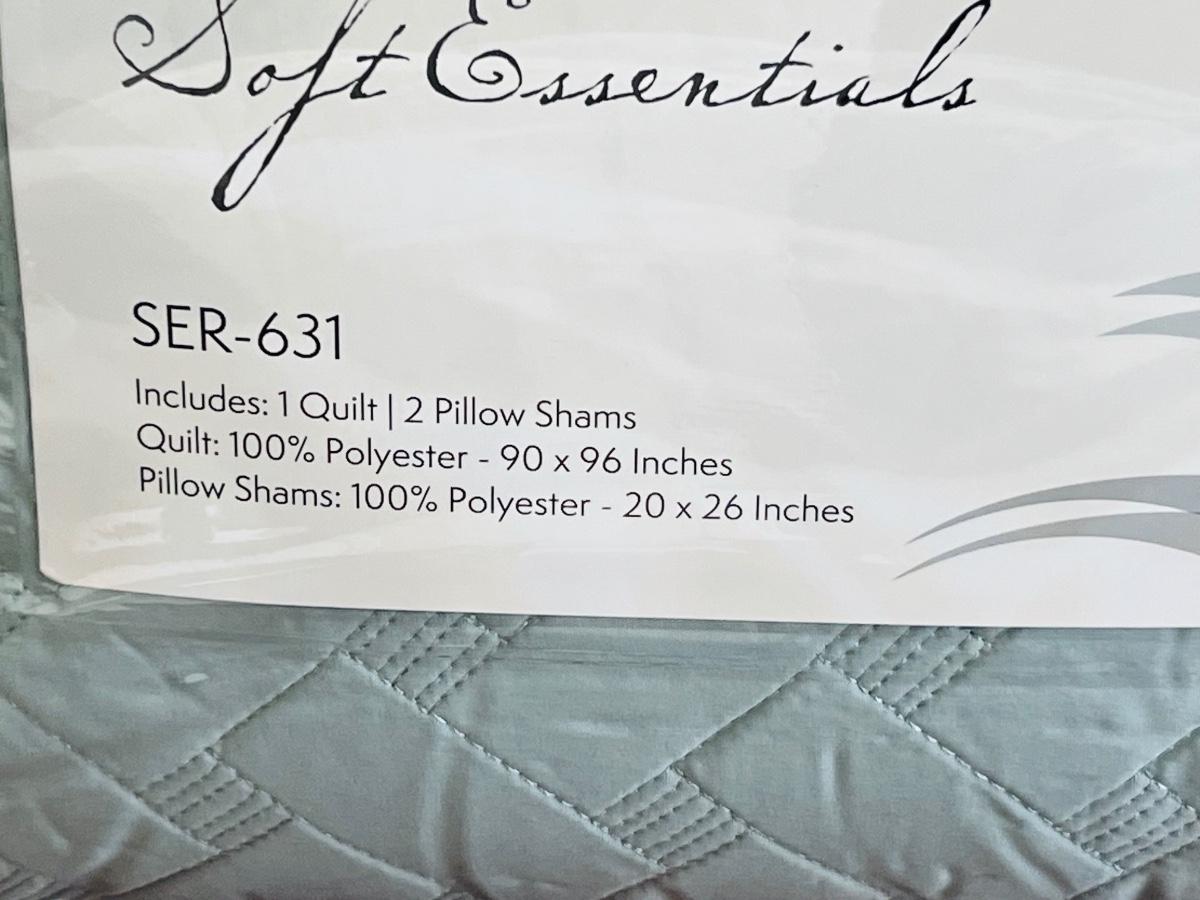 Soft Essentials
SER-631
Includes: 1 Quilt | 2 Pillow Shams
Quilt: 100% Polyester - 90 x 96 Inches
Pillow Shams: 100% Polyester - 20 x 26 Inches